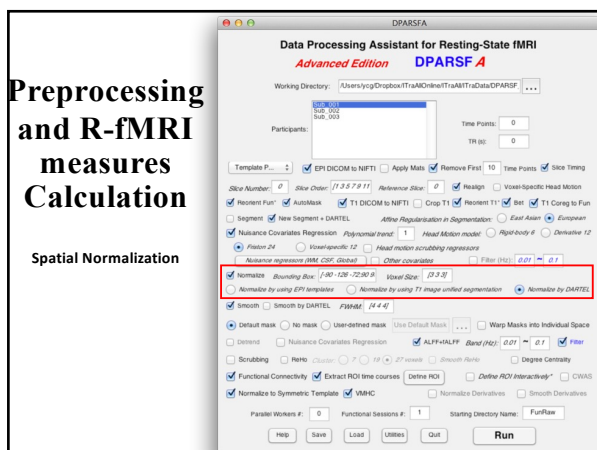 Preprocessing
and R-fMRI
measures
Calculation
Spatial Normalization
DPARSFA
Data Processing Assistant for Resting-State fMRI
Advanced Edition DPARSF A
Working Directory: /Users/ycg/Dropbox/ITraAllOnline/ITraAll/ITraData/DPARSF ...
Participants: Sub_001
Sub_002
Sub_003
Time Points: 0
TR (s): 0
Template P... EPI DICOM to NIFTI Apply Mats Remove First 10 Time Points Slice Timing
Slice Number: 0 Slice Order: [1 3 5 7 9 11 Reference Slice: 0 Realign Voxel-Specific Head Motion
Reorient Fun* AutoMask T1 DICOM to NIFTI Crop T1 Reorient T1* Bet T1 Coreg to Fun
Segment New Segment + DARTEL Affine Regularisation in Segmentation: East Asian European
Nuisance Covariates Regression Polynomial trend: 1 Head Motion model: Rigid-body 6 Derivative 12
Friston 24 Voxel-specific 12 Head motion scrubbing regressors
Nuisance regressors (WM, CSF, Global) Other covariates Filter (Hz): 0.01 ~ 0.1
Normalize Bounding Box: [-90 -126 -72;90 9 Voxel Size: [3 3 3]
Normalize by using EPI templates Normalize by using T1 image unified segmentation Normalize by DARTEL
Smooth Smooth by DARTEL FWHM: [4 4 4]
Default mask No mask User-defined mask Use Default Mask ... Warp Masks into Individual Space
Detrend Nuisance Covariates Regression ALFF+fALFF Band (Hz): 0.01 ~ 0.1 Filter
Scrubbing ReHo Cluster: 7 19 27 voxels Smooth ReHo Degree Centrality
Functional Connectivity Extract ROI time courses Define ROI Define ROI Interactively* CWAS
Normalize to Symmetric Template VMHC Normalize Derivatives Smooth Derivatives
Parallel Workers #: 0 Functional Sessions #: 1 Starting Directory Name: FunRaw
Help Save Load Utilities Quit Run